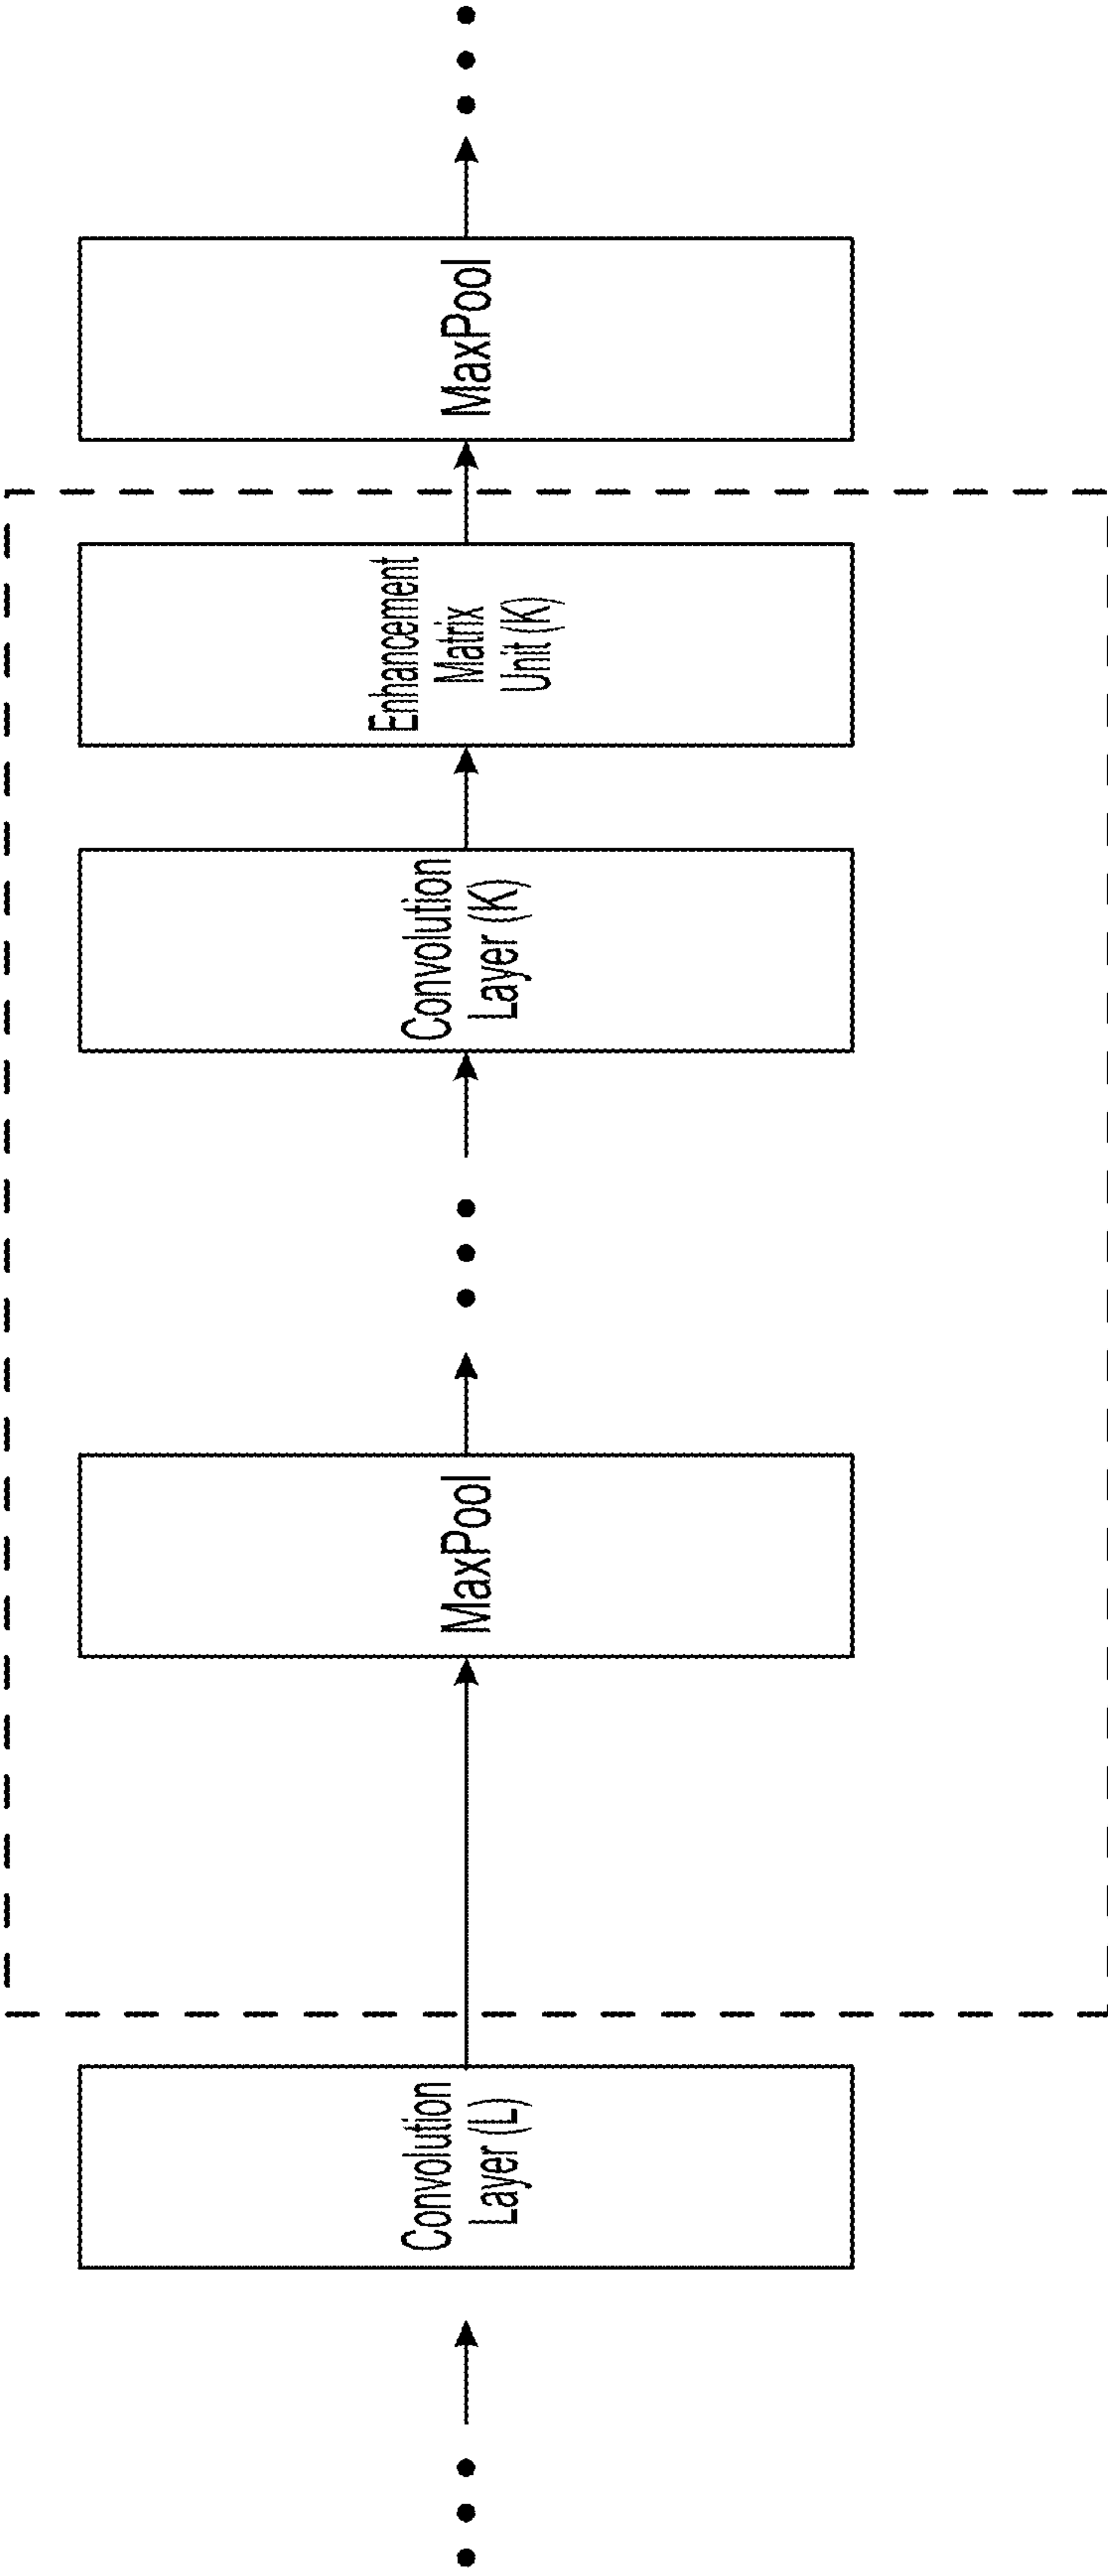 Convolution
Layer (L)
MaxPool
Convolution
Layer (K)
Enhancement
Matrix
Unit (K)
MaxPool